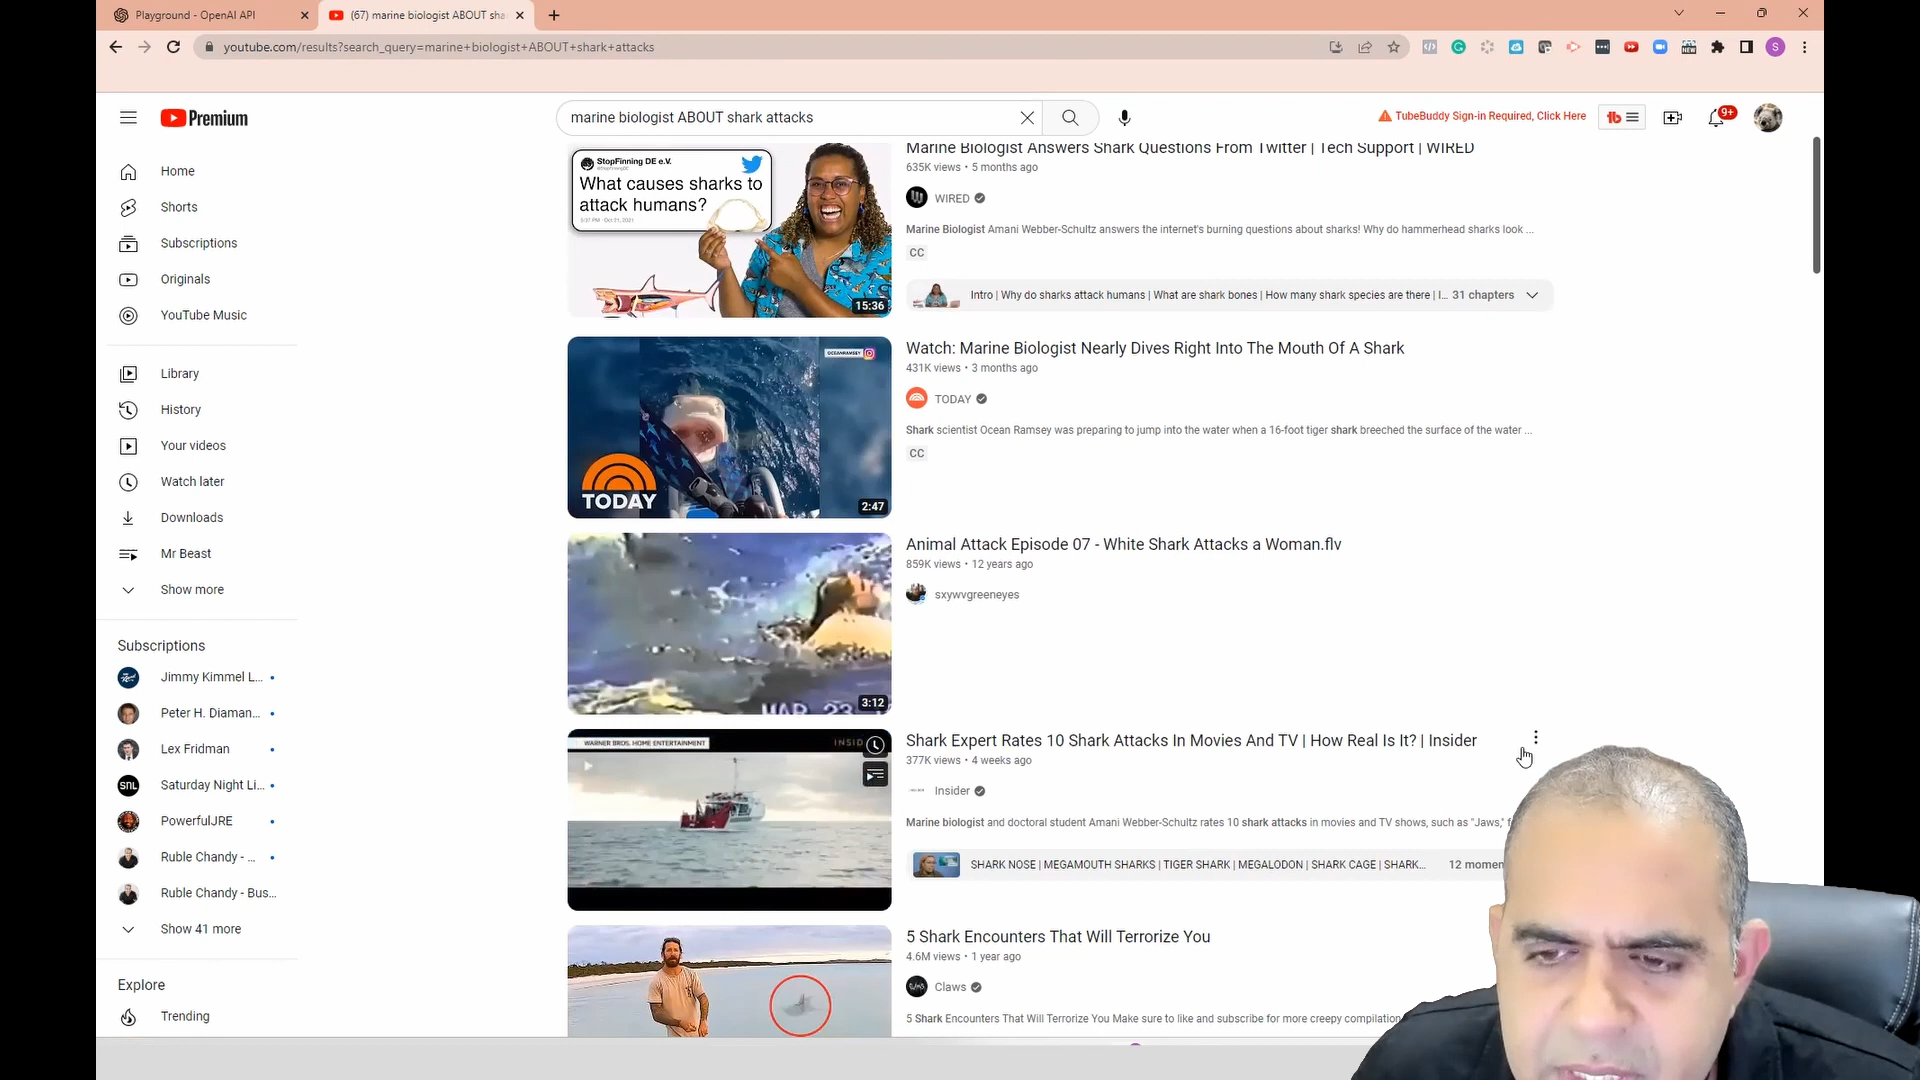 Playground - OpenAI API
(67) marine biologist ABOUT sha
youtube.com/results?search_query=marine+biologist+ABOUT+shark+attacks
NEW
S
Premium
marine biologist ABOUT shark attacks
TubeBuddy Sign-in Required, Click Here
tb
9+
Home
Shorts
Subscriptions
Originals
YouTube Music
Library
History
Your videos
Watch later
Downloads
Mr Beast
Show more
Subscriptions
Jimmy Kimmel L...
Peter H. Diaman...
Lex Fridman
SNL
Saturday Night Li...
PowerfulJRE
Ruble Chandy - ...
Ruble Chandy - Bus...
Show 41 more
Explore
Trending
StopFinning DE e.V.
What causes sharks to
attack humans?
15:36
Marine Biologist Answers Shark Questions From Twitter | Tech Support | WIRED
635K views • 5 months ago
WIRED
Marine Biologist Amani Webber-Schultz answers the internet's burning questions about sharks! Why do hammerhead sharks look ...
CC
Intro | Why do sharks attack humans | What are shark bones | How many shark species are there | I... 31 chapters
OCEANRAMSEY
TODAY
2:47
Watch: Marine Biologist Nearly Dives Right Into The Mouth Of A Shark
431K views • 3 months ago
TODAY
Shark scientist Ocean Ramsey was preparing to jump into the water when a 16-foot tiger shark breeched the surface of the water ...
CC
MAR 23
3:12
Animal Attack Episode 07 - White Shark Attacks a Woman.flv
859K views • 12 years ago
sxywvgreeneyes
WARNER BROS. HOME ENTERTAINMENT
INSID
Shark Expert Rates 10 Shark Attacks In Movies And TV | How Real Is It? | Insider
377K views • 4 weeks ago
Insider
Marine biologist and doctoral student Amani Webber-Schultz rates 10 shark attacks in movies and TV shows, such as "Jaws," f
SHARK NOSE | MEGAMOUTH SHARKS | TIGER SHARK | MEGALODON | SHARK CAGE | SHARK... 12 momen
5 Shark Encounters That Will Terrorize You
4.6M views • 1 year ago
Claws
5 Shark Encounters That Will Terrorize You Make sure to like and subscribe for more creepy compilation